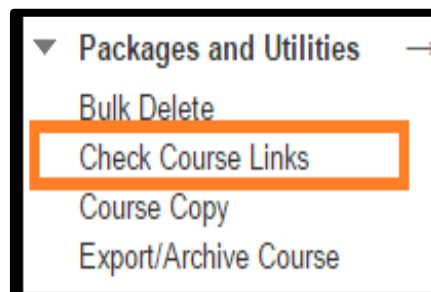 Packages and Utilities
Bulk Delete
Check Course Links
Course Copy
Export/Archive Course